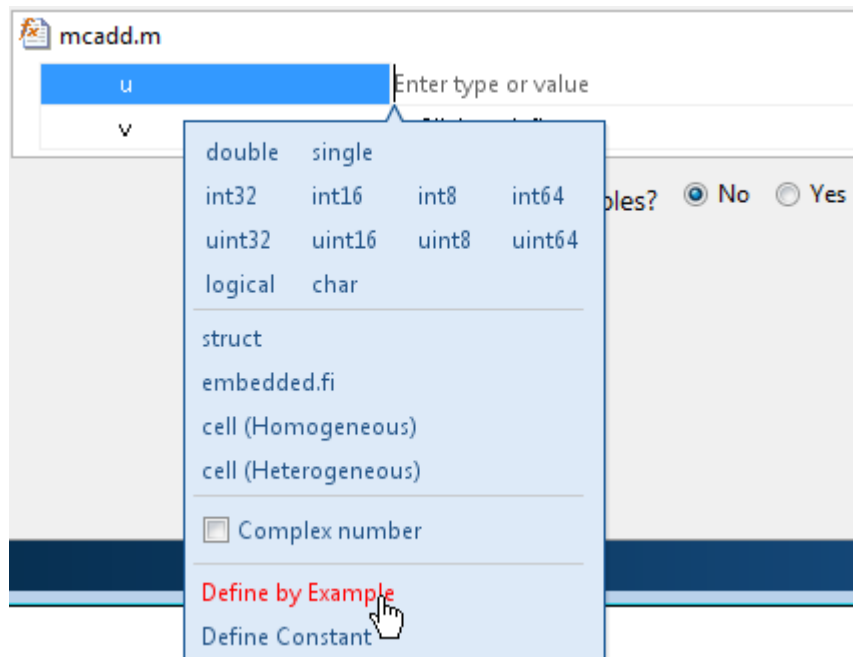 mcadd.m
u Enter type or value
v
double single
int32 int16 int8 int64
bles? No Yes
uint32 uint16 uint8 uint64
logical char
struct
embedded.fi
cell (Homogeneous)
cell (Heterogeneous)
Complex number
Define by Example
Define Constant